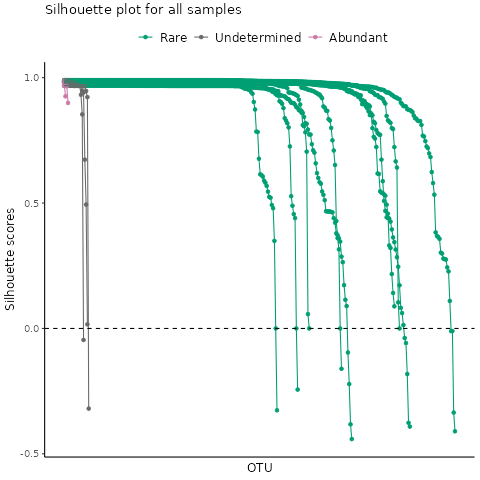 Silhouette plot for all samples
Rare Undetermined Abundant
1.0
0.5
0.0
-0.5
Silhouette scores
OTU